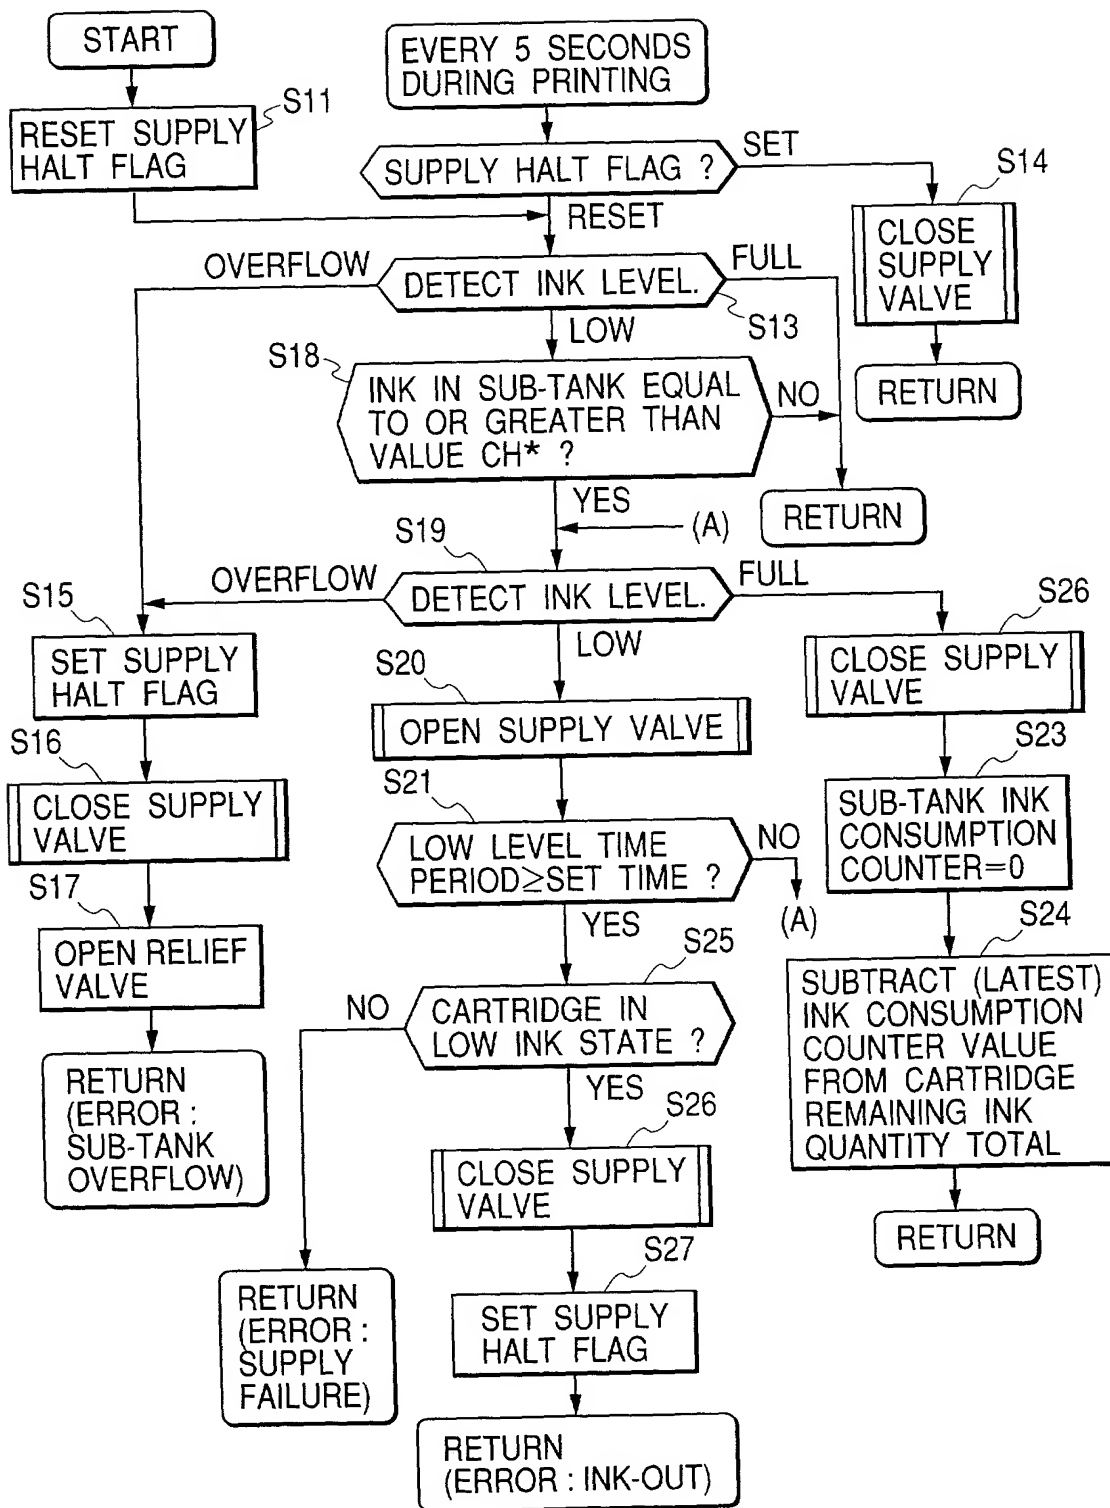 START
EVERY 5 SECONDS
DURING PRINTING
S11
RESET SUPPLY
HALT FLAG
SUPPLY HALT FLAG ?
SET
S14
RESET
CLOSE
SUPPLY
VALVE
OVERFLOW
DETECT INK LEVEL.
FULL
S13
LOW
RETURN
S18
INK IN SUB-TANK EQUAL
TO OR GREATER THAN
VALUE CH* ?
NO
YES
RETURN
(A)
S19
OVERFLOW
DETECT INK LEVEL.
FULL
LOW
S15
SET SUPPLY
HALT FLAG
S26
CLOSE SUPPLY
VALVE
S20
OPEN SUPPLY VALVE
S16
CLOSE SUPPLY
VALVE
S23
SUB-TANK INK
CONSUMPTION
COUNTER=0
S21
LOW LEVEL TIME
PERIOD≥SET TIME ?
NO
(A)
YES
S17
OPEN RELIEF
VALVE
S24
SUBTRACT (LATEST)
INK CONSUMPTION
COUNTER VALUE
FROM CARTRIDGE
REMAINING INK
QUANTITY TOTAL
S25
NO
CARTRIDGE IN
LOW INK STATE ?
YES
RETURN
(ERROR :
SUB-TANK
OVERFLOW)
S26
CLOSE SUPPLY
VALVE
RETURN
S27
SET SUPPLY
HALT FLAG
RETURN
(ERROR :
SUPPLY
FAILURE)
RETURN
(ERROR : INK-OUT)